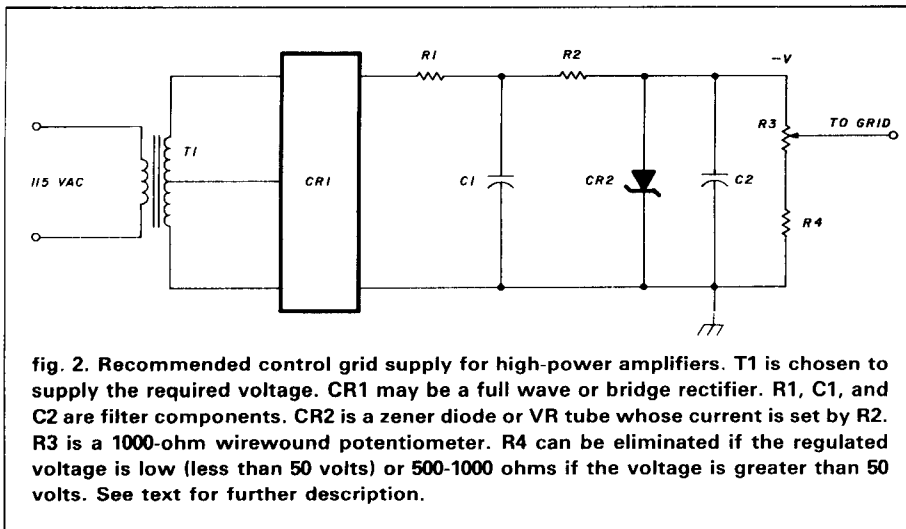 R1
R2
-V
R3
TO GRID
T1
115 VAC
CR1
C1
CR2
C2
R4
fig. 2. Recommended control grid supply for high-power amplifiers. T1 is chosen to
supply the required voltage. CR1 may be a full wave or bridge rectifier. R1, C1, and
C2 are filter components. CR2 is a zener diode or VR tube whose current is set by R2.
R3 is a 1000-ohm wirewound potentiometer. R4 can be eliminated if the regulated
voltage is low (less than 50 volts) or 500-1000 ohms if the voltage is greater than 50
volts. See text for further description.